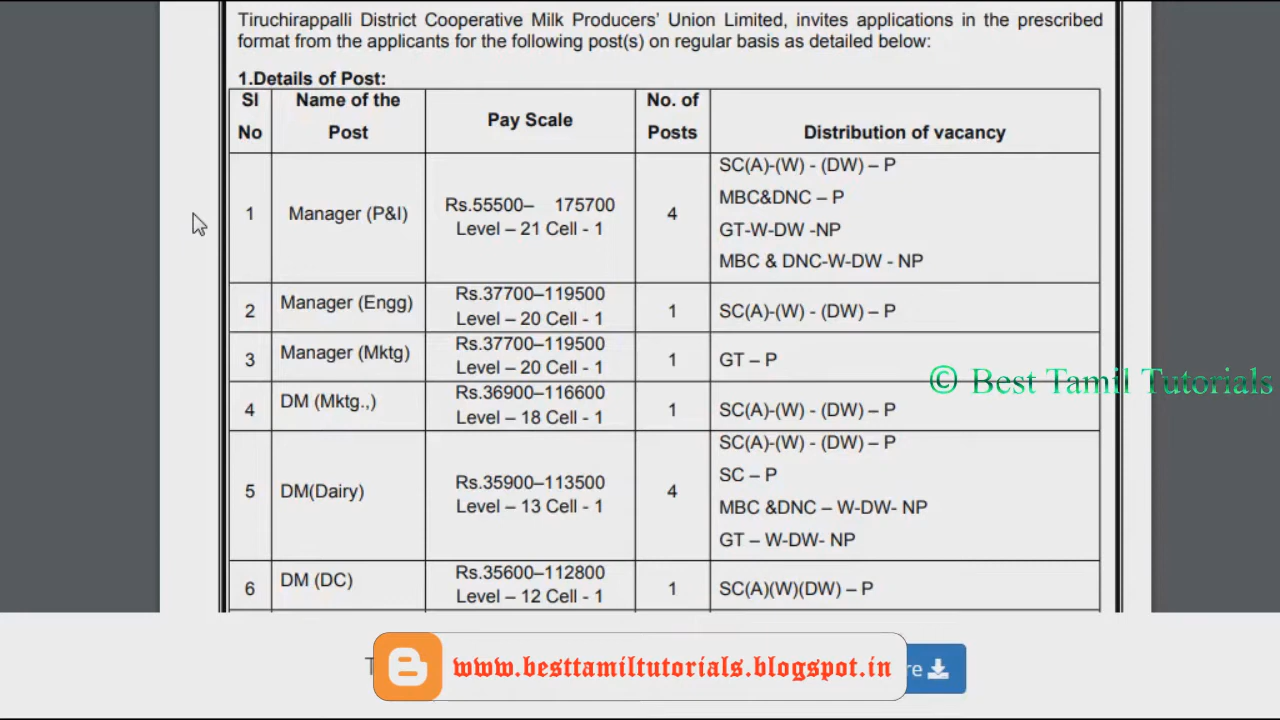 Tiruchirappalli District Cooperative Milk Producers' Union Limited, invites applications in the prescribed
format from the applicants for the following post(s) on regular basis as detailed below:
1.Details of Post:
Sl No Name of the Post Pay Scale No. of Posts Distribution of vacancy
1 Manager (P&I) Rs.55500– 175700 4 SC(A)-(W) - (DW) – P
Level – 21 Cell - 1 MBC&DNC – P
GT-W-DW -NP
MBC & DNC-W-DW - NP
2 Manager (Engg) Rs.37700–119500 1 SC(A)-(W) - (DW) – P
Level – 20 Cell - 1
3 Manager (Mktg) Rs.37700–119500 1 GT – P
Level – 20 Cell - 1
© Best Tamil Tutorials
4 DM (Mktg.,) Rs.36900–116600 1 SC(A)-(W) - (DW) – P
Level – 18 Cell - 1
5 DM(Dairy) Rs.35900–113500 4 SC(A)-(W) - (DW) – P
Level – 13 Cell - 1 SC – P
MBC &DNC – W-DW- NP
GT – W-DW- NP
6 DM (DC) Rs.35600–112800 1 SC(A)(W)(DW) – P
Level – 12 Cell - 1
www.besttamiltutorials.blogspot.in